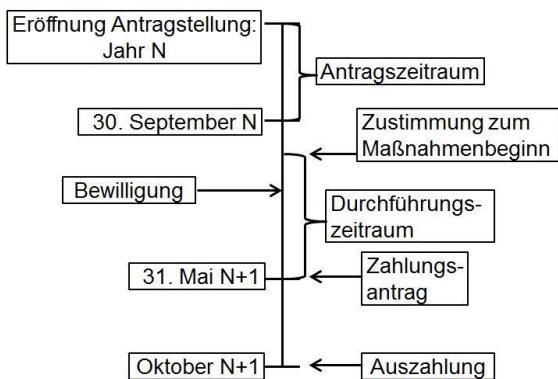 Eröffnung Antragstellung:
Jahr N
Antragszeitraum
30. September N
Zustimmung zum
Maßnahmenbeginn
Bewilligung
Durchführungs-
zeitraum
31. Mai N+1
Zahlungs-
antrag
Oktober N+1
Auszahlung